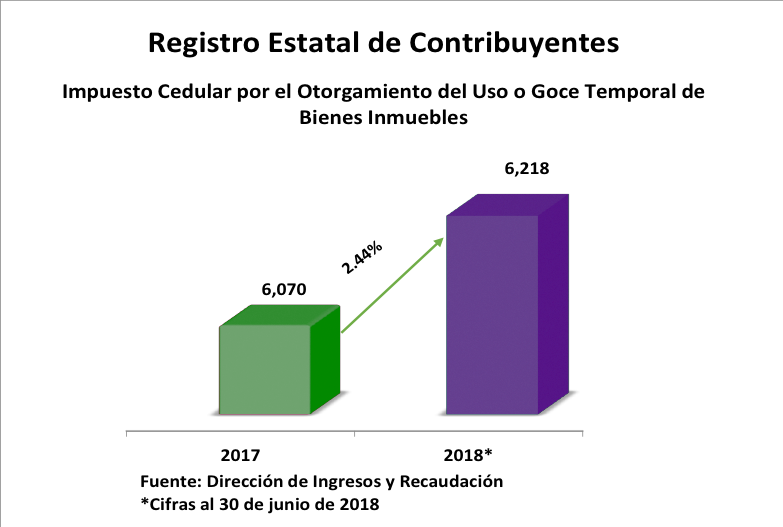 Registro Estatal de Contribuyentes
Impuesto Cedular por el Otorgamiento del Uso o Goce Temporal de
Bienes Inmuebles
6,218
2.44%
6,070
2017
2018*
Fuente: Dirección de Ingresos y Recaudación
*Cifras al 30 de junio de 2018